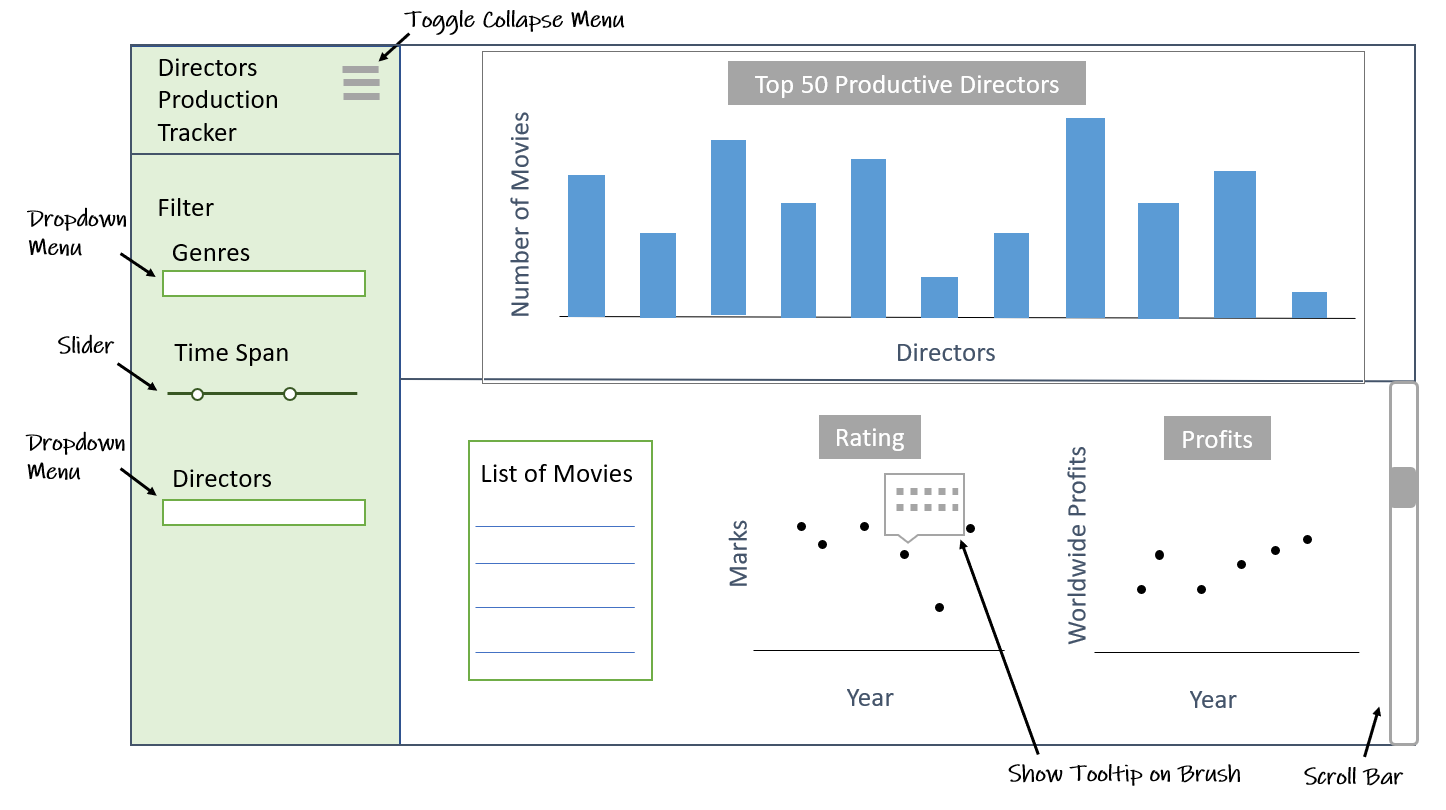 Toggle Collapse Menu
Directors
Production
Tracker
Filter
Dropdown
Menu
Genres
Slider
Time Span
Dropdown
Menu
Directors
Top 50 Productive Directors
Number of Movies
Directors
List of Movies
Rating
Marks
Year
Profits
Worldwide Profits
Year
Show Tooltip on Brush
Scroll Bar